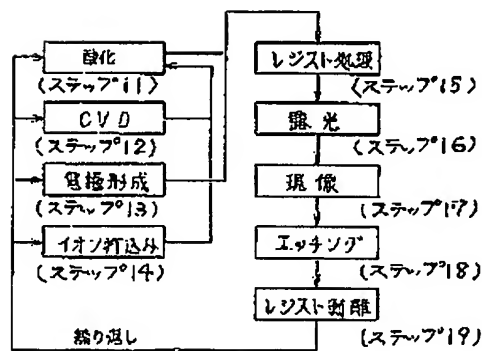 酸化
(ステップ11)
CVD
(ステップ12)
電極形成
(ステップ13)
イオン打込み
(ステップ14)
レジスト処理
(ステップ15)
露光
(ステップ16)
現像
(ステップ17)
エッチング
(ステップ18)
レジスト剥離
(ステップ19)
繰り返し